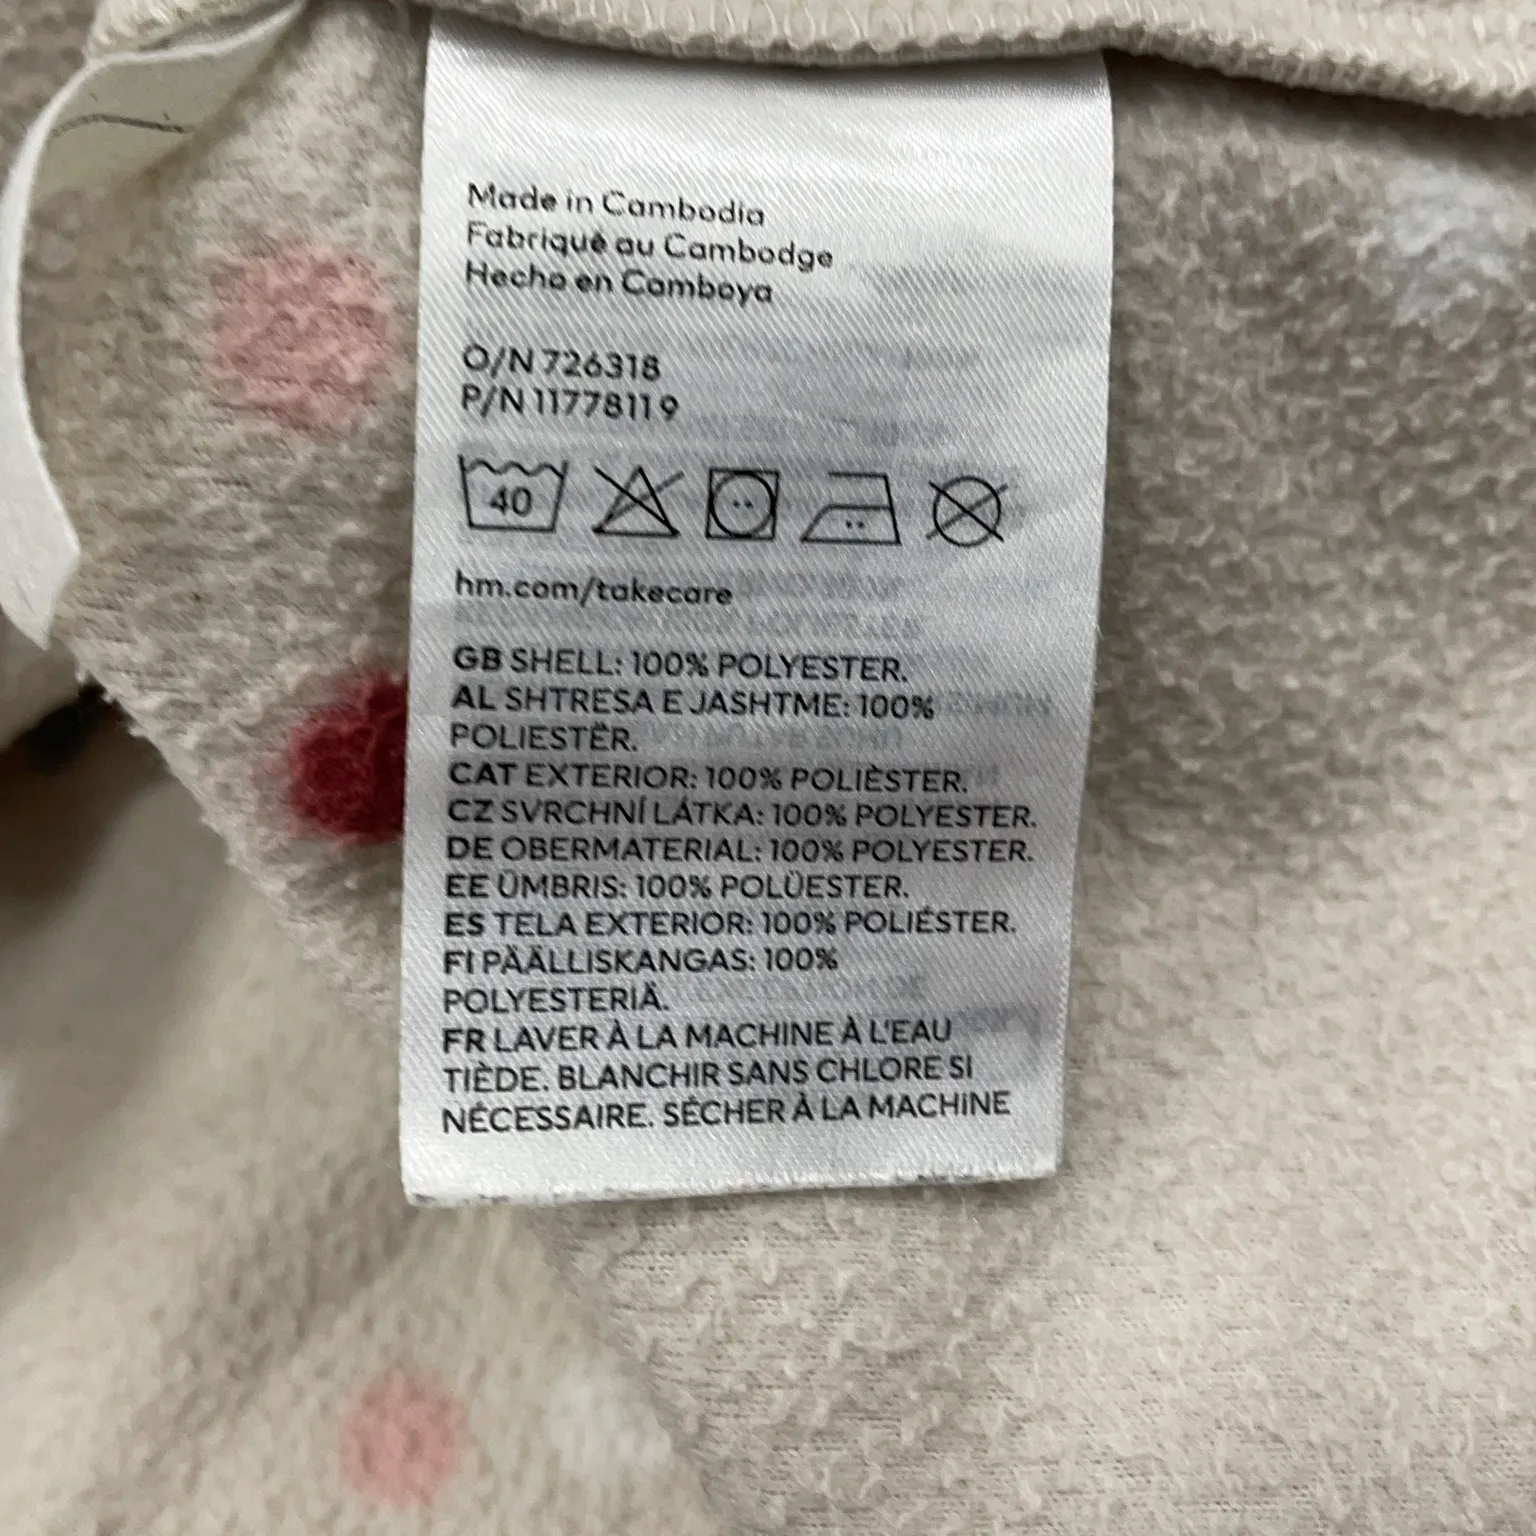 Made in Cambodia
Fabriqué au Cambodge
Hecho en Camboya
O/N 726318
P/N 11778119
40
hm.com/takecare
GB SHELL: 100% POLYESTER.
AL SHTRESA E JASHTME: 100%
POLIESTËR.
CAT EXTERIOR: 100% POLIÈSTER.
CZ SVRCHNÍ LÁTKA: 100% POLYESTER.
DE OBERMATERIAL: 100% POLYESTER.
EE ÜMBRIS: 100% POLÜESTER.
ES TELA EXTERIOR: 100% POLIÉSTER.
FI PÄÄLLISKANGAS: 100%
POLYESTERIÄ.
FR LAVER À LA MACHINE À L'EAU
TIÈDE. BLANCHIR SANS CHLORE SI
NÉCESSAIRE. SÉCHER À LA MACHINE